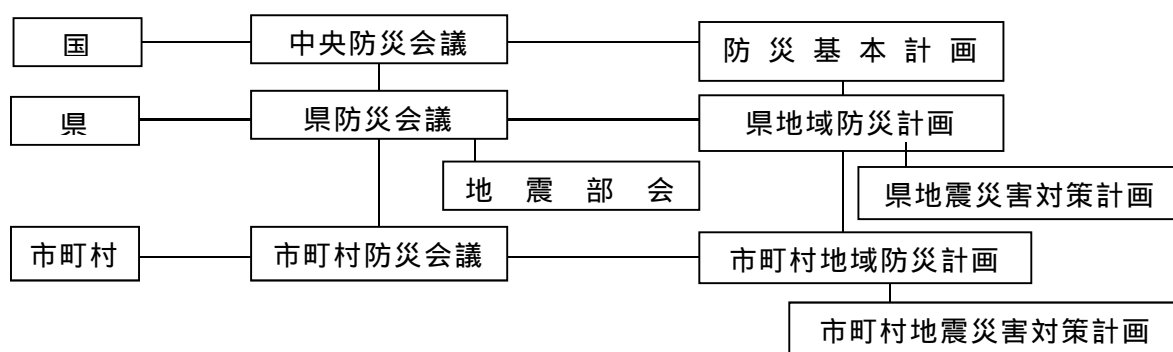 国 中央防災会議 防災基本計画
県 県防災会議 県地域防災計画
地震部会 県地震災害対策計画
市町村 市町村防災会議 市町村地域防災計画
市町村地震災害対策計画